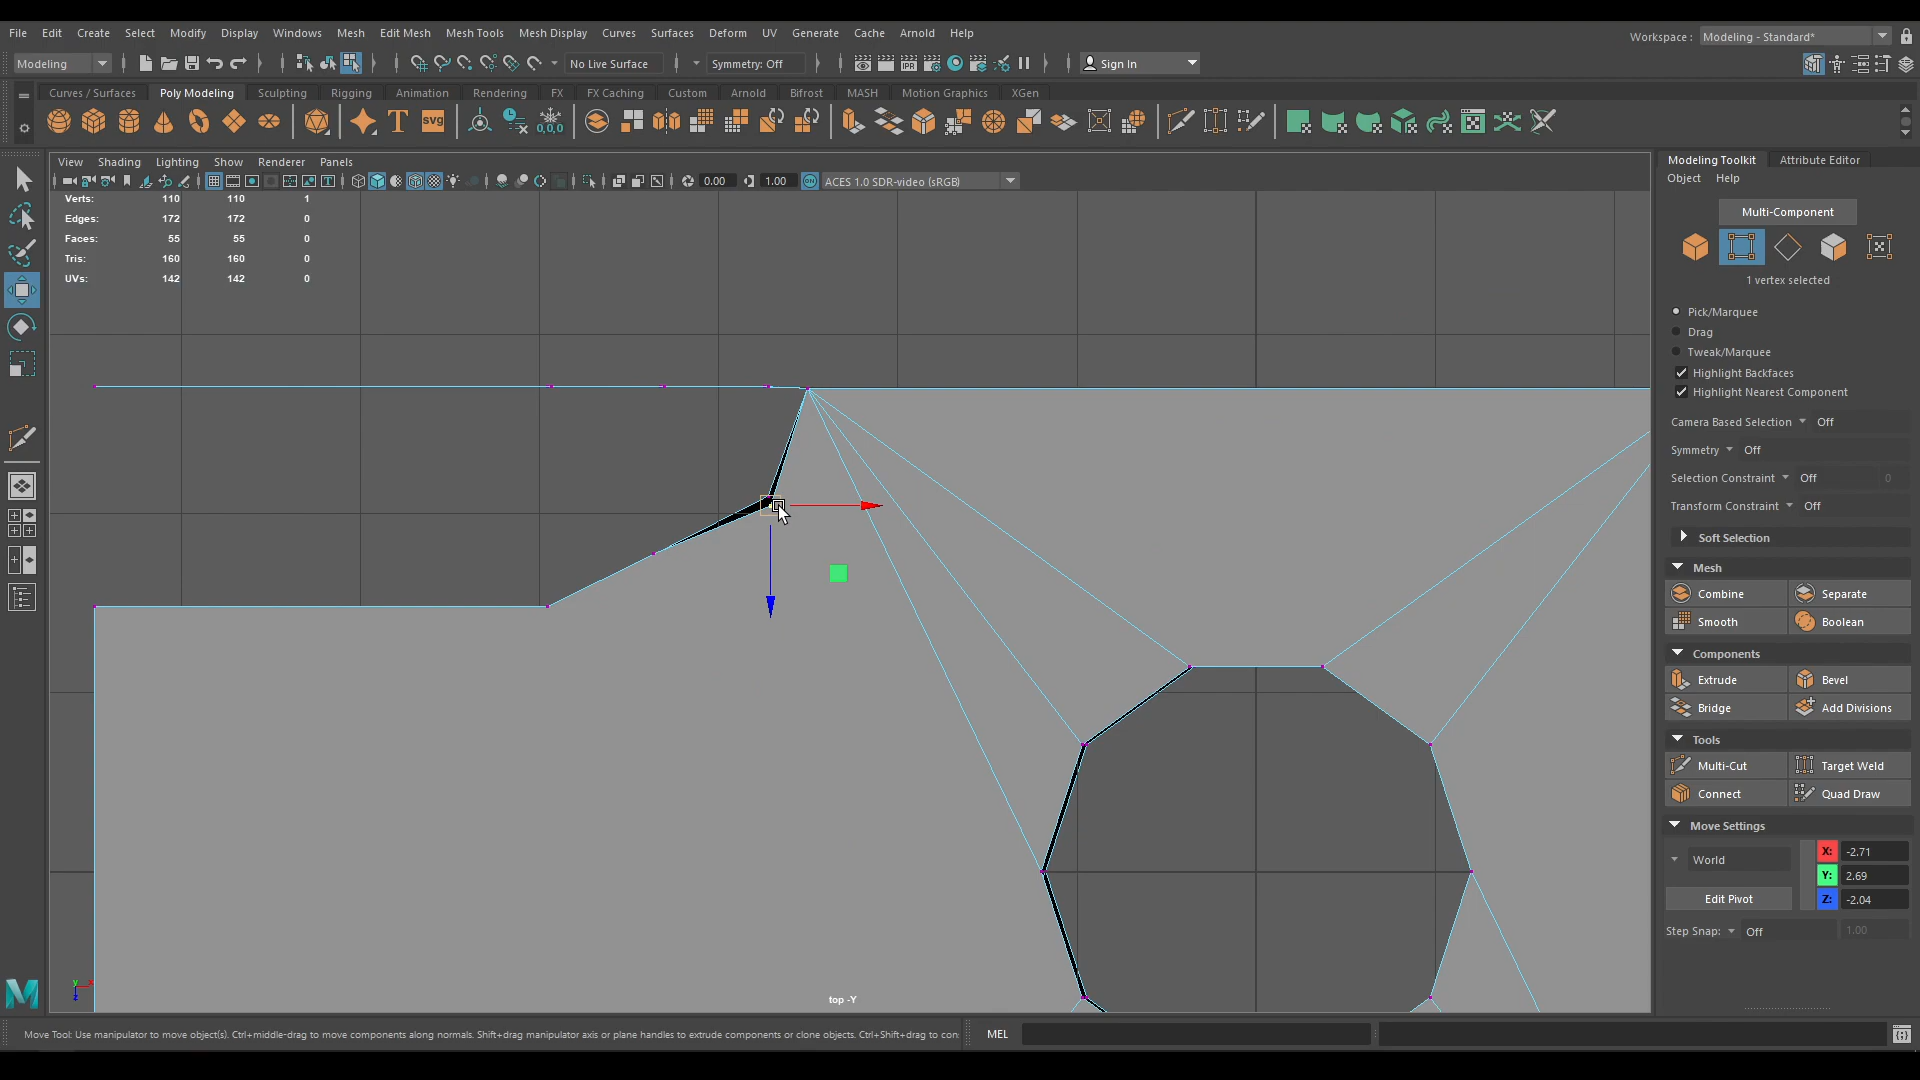 File Edit Create Select Modify Display Windows Mesh Edit Mesh Mesh Tools Mesh Display Curves Surfaces Deform UV Generate Cache Arnold Help
Workspace : Modeling - Standard*
Modeling No Live Surface Symmetry: Off IPR Sign In
Curves / Surfaces Poly Modeling Sculpting Rigging Animation Rendering FX FX Caching Custom Arnold Bifrost MASH Motion Graphics XGen
T svg 0,0,0
View Shading Lighting Show Renderer Panels
0.00 1.00 ON ACES 1.0 SDR-video (sRGB)
Verts: 110 110 1
Edges: 172 172 0
Faces: 55 55 0
Tris: 160 160 0
UVs: 142 142 0
Modeling Toolkit Attribute Editor
Object Help
Multi-Component
1 vertex selected
Pick/Marquee
Drag
Tweak/Marquee
Highlight Backfaces
Highlight Nearest Component
Camera Based Selection Off
Symmetry Off
Selection Constraint Off 0
Transform Constraint Off
Soft Selection
Mesh
Combine Separate
Smooth Boolean
Components
Extrude Bevel
Bridge Add Divisions
Tools
Multi-Cut Target Weld
Connect Quad Draw
Move Settings
World X: -2.71
Y: 2.69
Edit Pivot Z: -2.04
Step Snap: Off 1.00
y x z
top -Y
M
Move Tool: Use manipulator to move object(s). Ctrl+middle-drag to move components along normals. Shift+drag manipulator axis or plane handles to extrude components or clone objects. Ctrl+Shift+drag to con
MEL